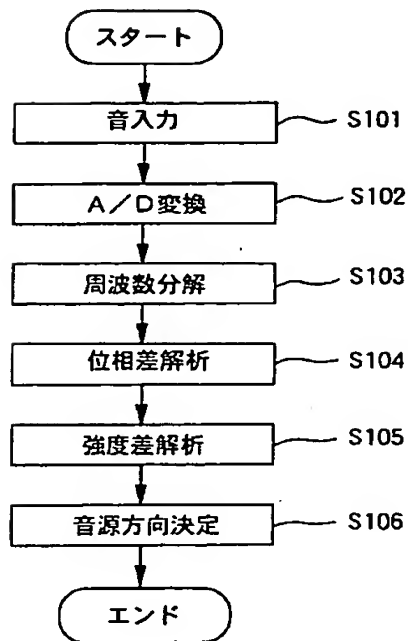 スタート
音入力 S101
A/D変換 S102
周波数分解 S103
位相差解析 S104
強度差解析 S105
音源方向決定 S106
エンド